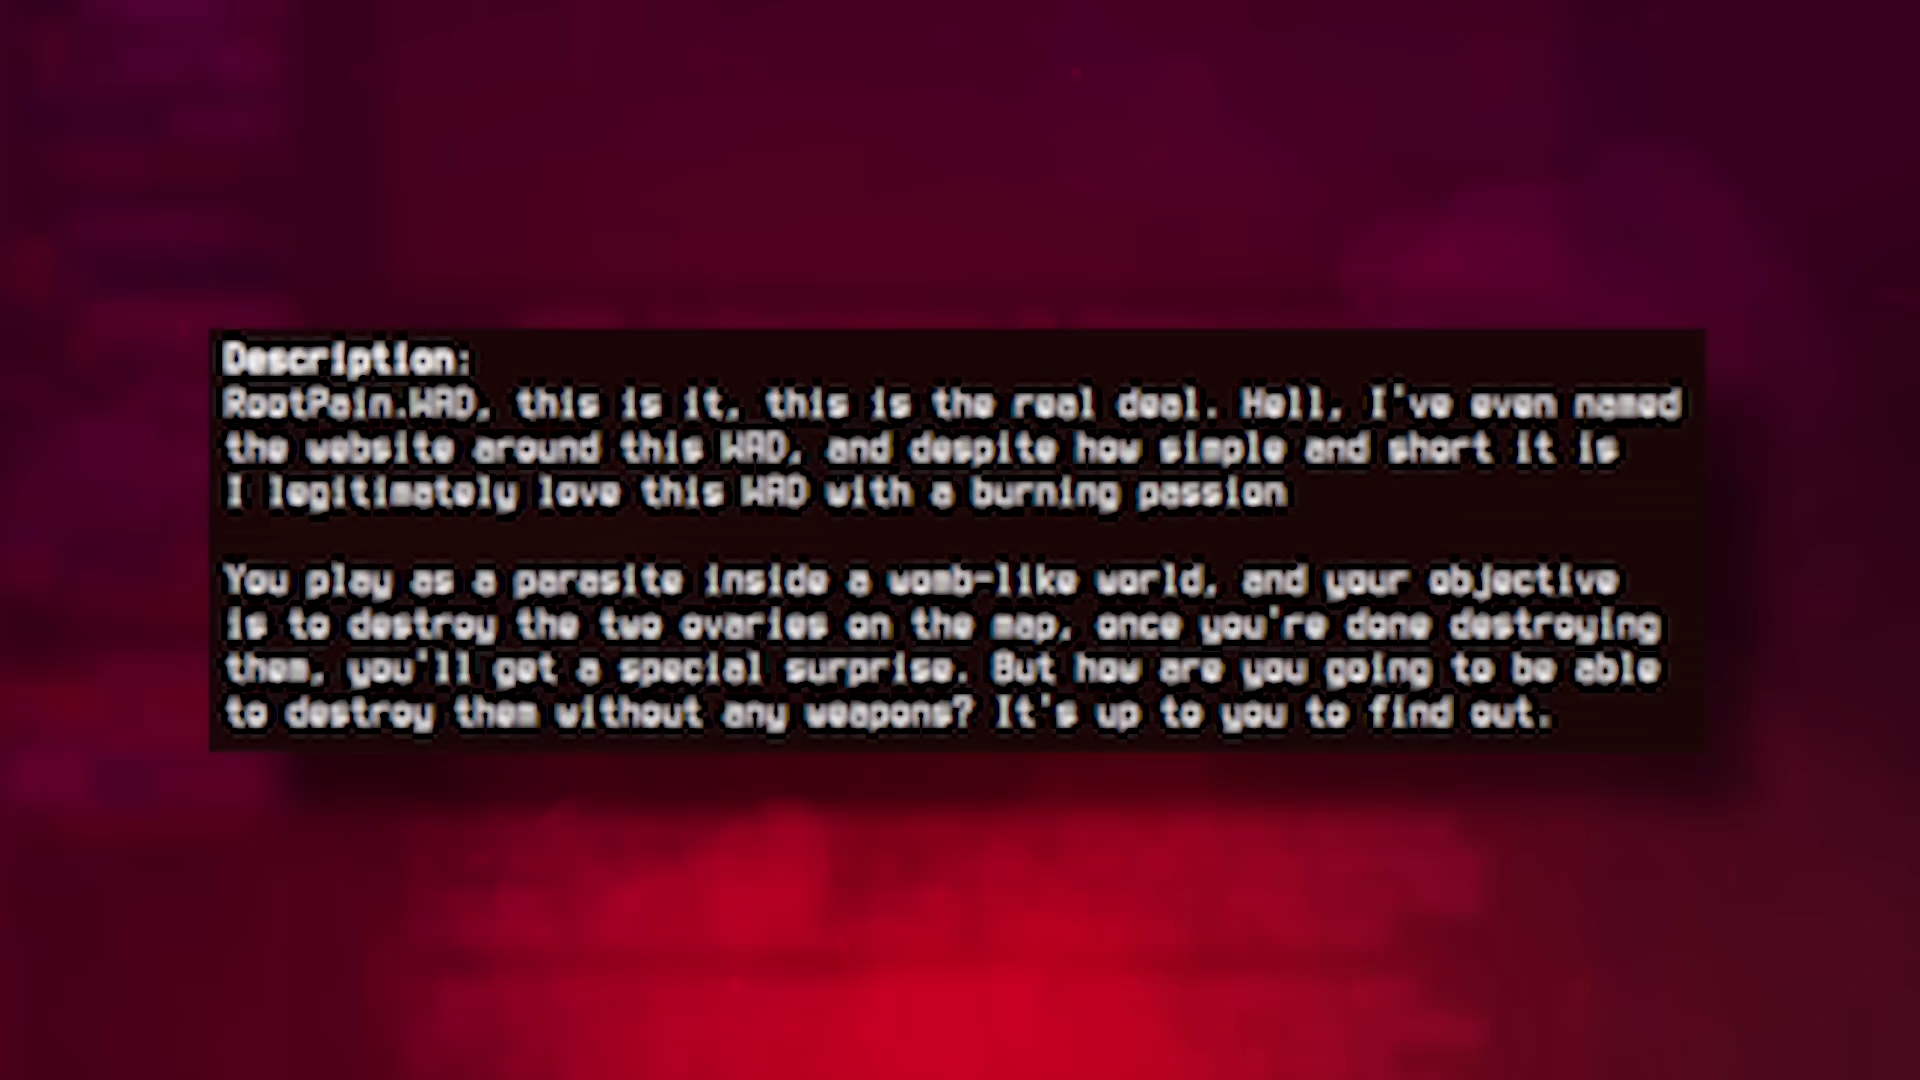 Description:
RootPain.WAD, this is it, this is the real deal. Hell, I've even named
the website around this WAD, and despite how simple and short it is
I legitimately love this WAD with a burning passion
You play as a parasite inside a womb-like world, and your objective
is to destroy the two ovaries on the map, once you're done destroying
them, you'll get a special surprise. But how are you going to be able
to destroy them without any weapons? It's up to you to find out.